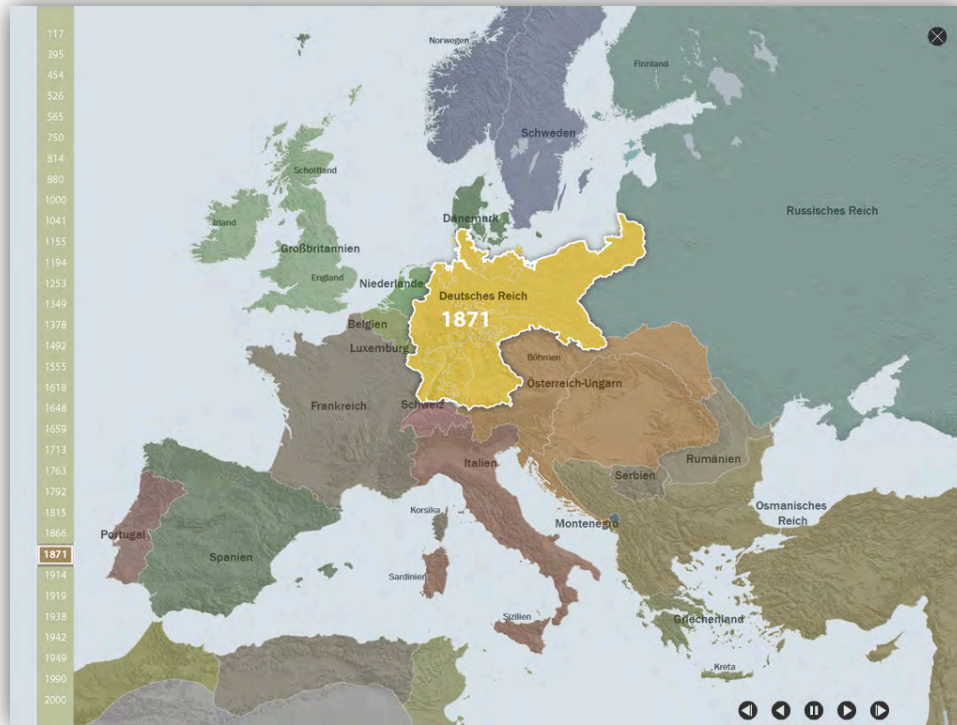 117
395
454
526
565
750
814
880
1000
1041
1155
1194
1253
1349
1378
1492
1555
1618
1648
1659
1713
1763
1792
1815
1866
1871
1914
1919
1938
1942
1949
1990
2000
Norwegen
Finnland
Schweden
Schottland
Russisches Reich
Irland
Dänemark
Großbritannien
England
Niederlande
Deutsches Reich
1871
Belgien
Luxemburg
Böhmen
Österreich-Ungarn
Frankreich
Schweiz
Italien
Rumänien
Serbien
Korsika
Osmanisches
Reich
Montenegro
Portugal
Spanien
Sardinien
Sizilien
Griechenland
Kreta